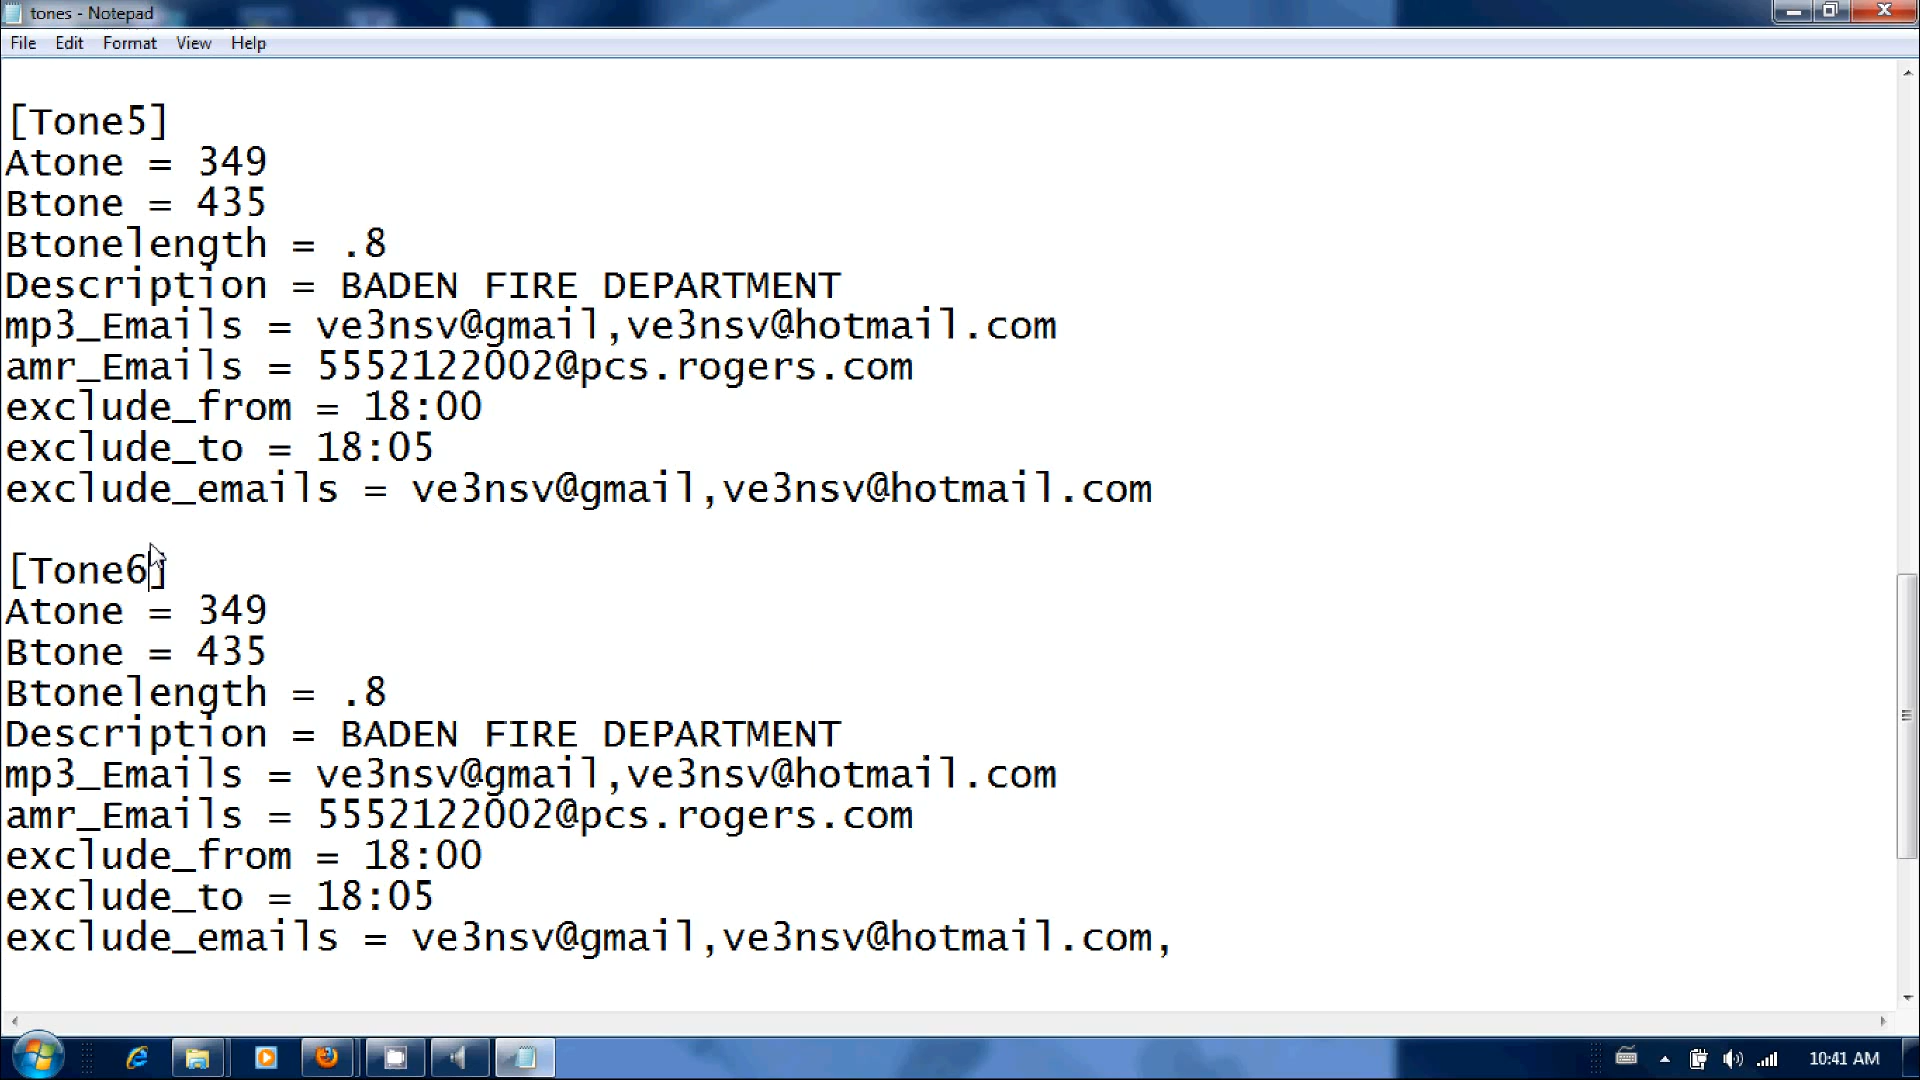 tones - Notepad
File Edit Format View Help
[Tone5]
Atone = 349
Btone = 435
Btonelength = .8
Description = BADEN FIRE DEPARTMENT
mp3_Emails = ve3nsv@gmail,ve3nsv@hotmail.com
amr_Emails = 5552122002@pcs.rogers.com
exclude_from = 18:00
exclude_to = 18:05
exclude_emails = ve3nsv@gmail,ve3nsv@hotmail.com
[Tone6]
Atone = 349
Btone = 435
Btonelength = .8
Description = BADEN FIRE DEPARTMENT
mp3_Emails = ve3nsv@gmail,ve3nsv@hotmail.com
amr_Emails = 5552122002@pcs.rogers.com
exclude_from = 18:00
exclude_to = 18:05
exclude_emails = ve3nsv@gmail,ve3nsv@hotmail.com,
10:41 AM